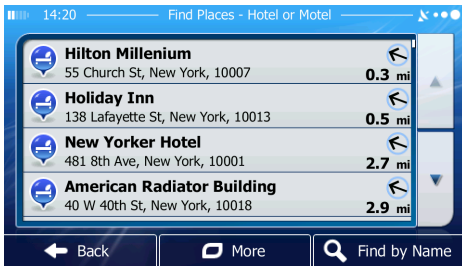 14:20 Find Places - Hotel or Motel
Hilton Millenium
55 Church St, New York, 10007 0.3 mi
Holiday Inn
138 Lafayette St, New York, 10013 0.5 mi
New Yorker Hotel
481 8th Ave, New York, 10001 2.7 mi
American Radiator Building
40 W 40th St, New York, 10018 2.9 mi
Back More Find by Name